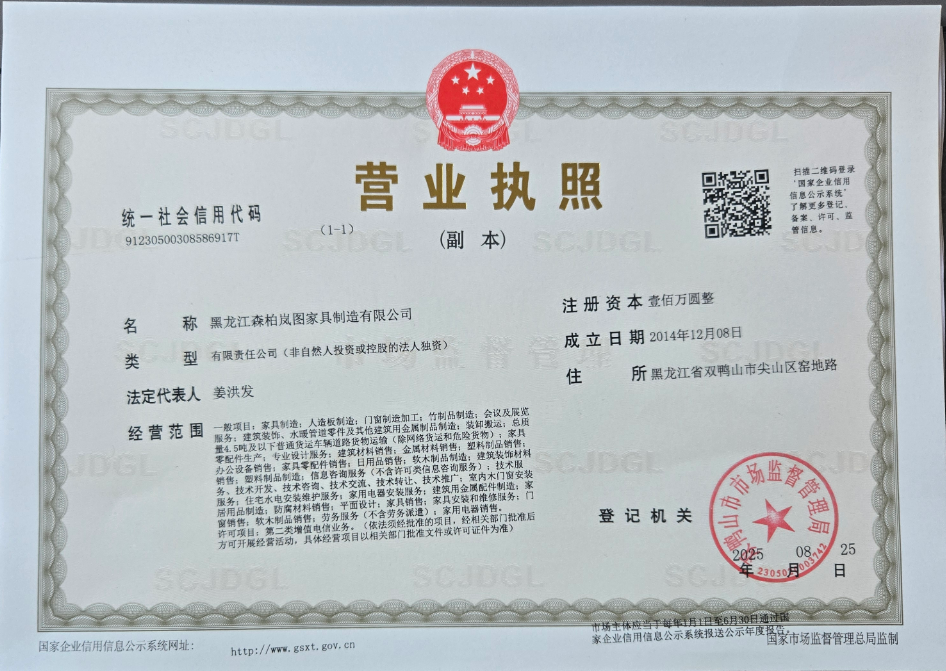 营业执照
(副 本)
(1-1)
统一社会信用代码
91230500308586917T
扫描二维码登录
‘国家企业信用
信息公示系统’
了解更多登记、
备案、许可、监
管信息。
名 称 黑龙江森柏岚图家具制造有限公司
类 型 有限责任公司（非自然人投资或控股的法人独资）
法定代表人 姜洪发
经营范围 一般项目：家具制造；人造板制造；门窗制造加工；竹制品制造；会议及展览
服务；建筑装饰、水暖管道零件及其他建筑用金属制品制造；装卸搬运；总质
量4.5吨及以下普通货运车辆道路货物运输（除网络货运和危险货物）；家具
零配件生产；专业设计服务；建筑材料销售；金属材料销售；塑料制品销售；
办公设备销售；家具零配件销售；日用品销售；软木制品制造；建筑装饰材料
销售；塑料制品制造；信息咨询服务（不含许可类信息咨询服务）；技术服
务、技术开发、技术咨询、技术交流、技术转让、技术推广；室内木门窗安装
服务；住宅水电安装维护服务；家用电器安装服务；建筑用金属配件制造；家
居用品制造；防腐材料销售；平面设计；家具销售；家具安装和维修服务；门
窗销售；软木制品销售；劳务服务（不含劳务派遣）；家用电器销售。
许可项目：第二类增值电信业务。（依法须经批准的项目，经相关部门批准后
方可开展经营活动，具体经营项目以相关部门批准文件或许可证件为准）
注册资本 壹佰万圆整
成立日期 2014年12月08日
住 所 黑龙江省双鸭山市尖山区窑地路
登记机关
鸭山市市场监督管理局
2025年 08月 25日
国家企业信用信息公示系统网址：
http://www.gsxt.gov.cn
市场主体应当于每年1月1日至6月30日通过国
家企业信用信息公示系统报送公示年度报告。
国家市场监督管理总局监制
SCJDGL